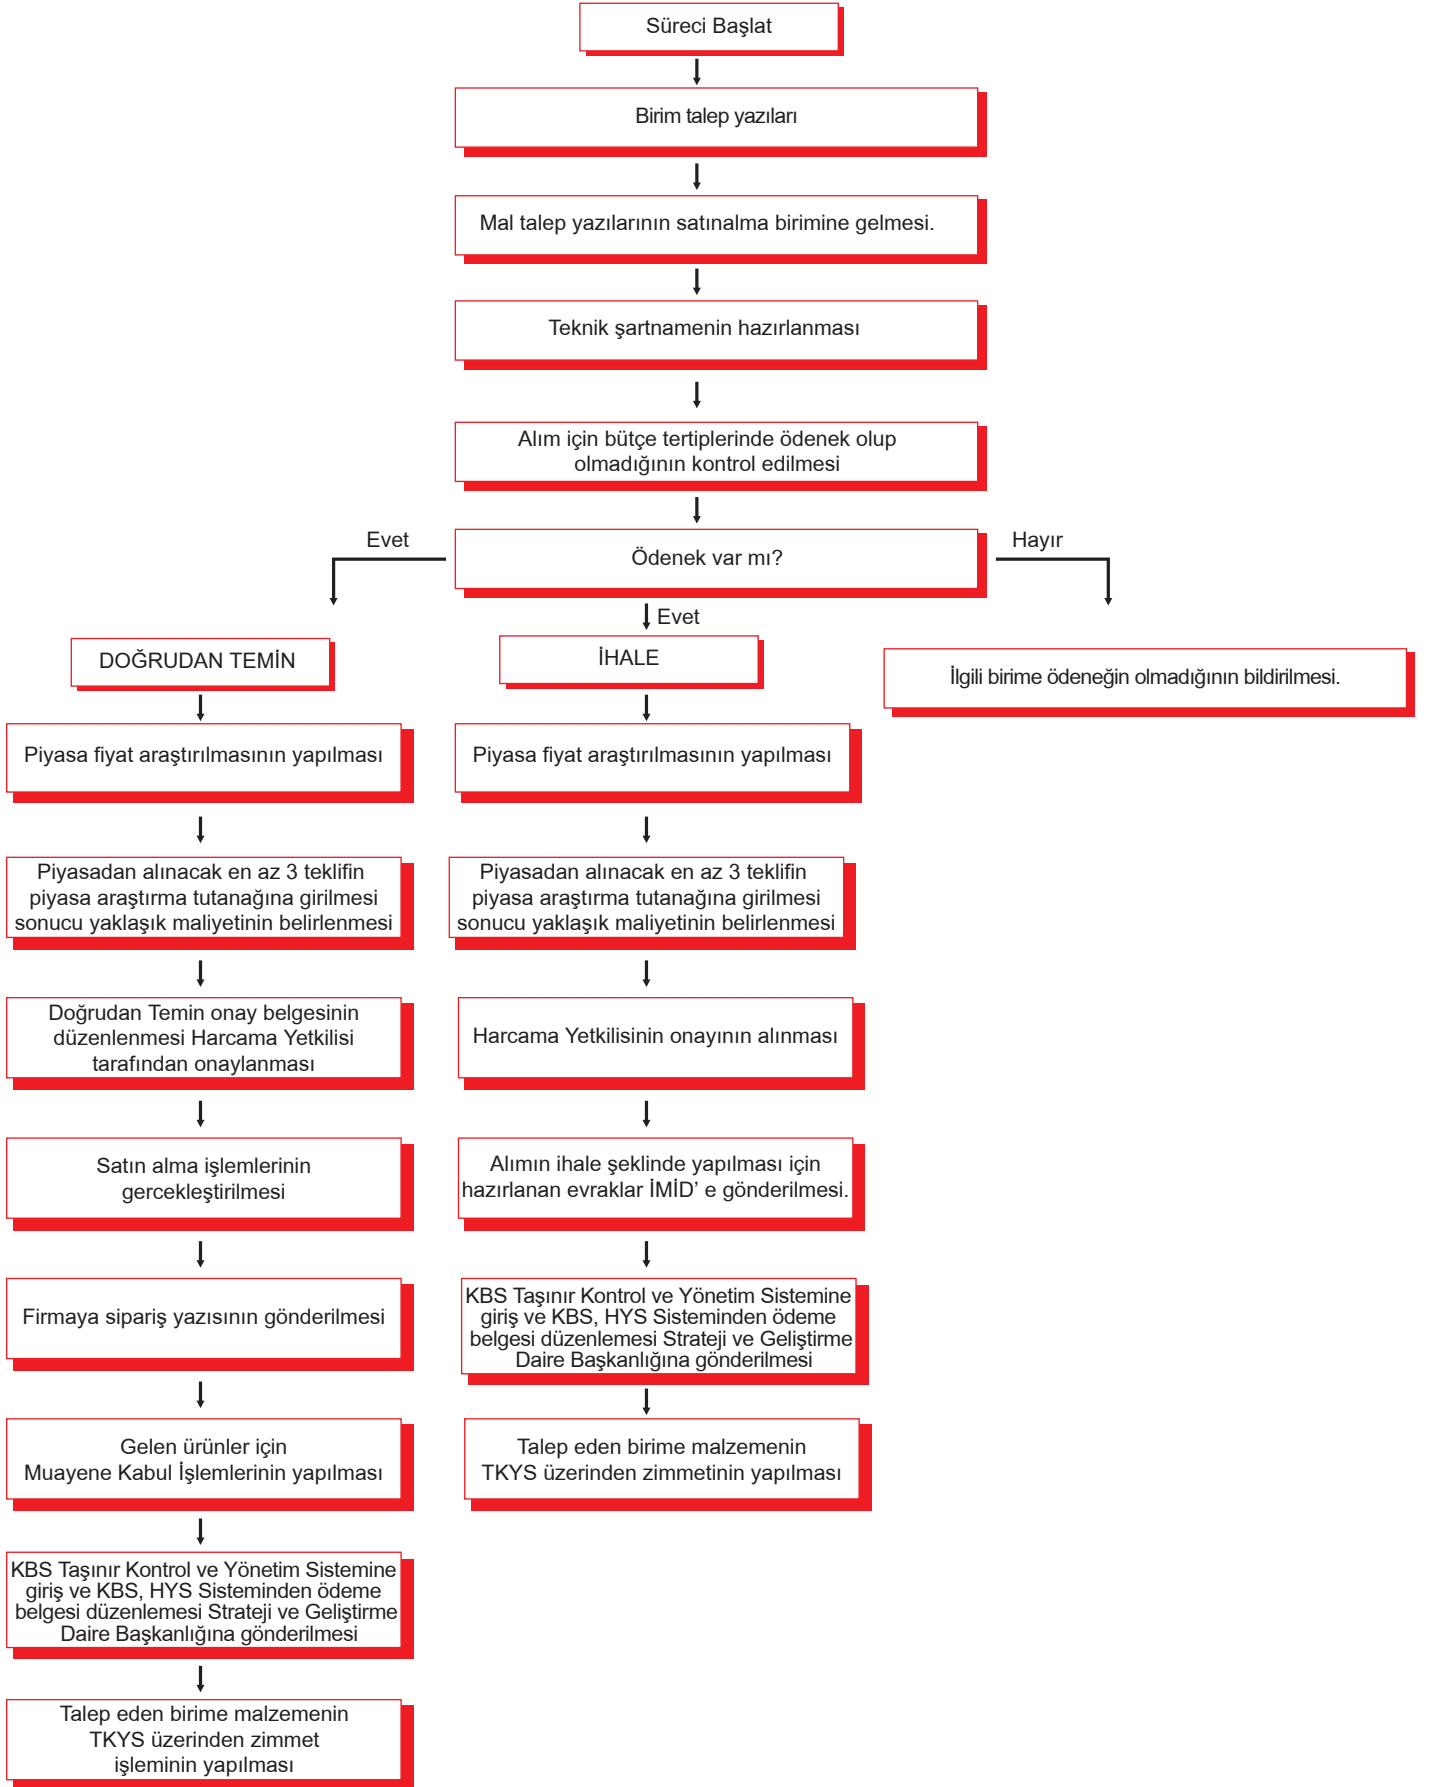 Süreci Başlat
Birim talep yazıları
Mal talep yazılarının satınalma birimine gelmesi.
Teknik şartnamenin hazırlanması
Alım için bütçe tertiplerinde ödenek olup
olmadığının kontrol edilmesi
Evet
Ödenek var mı?
Hayır
Evet
DOĞRUDAN TEMİN
Piyasa fiyat araştırılmasının yapılması
Piyasadan alınacak en az 3 teklifin
piyasa araştırma tutanağına girilmesi
sonucu yaklaşık maliyetinin belirlenmesi
Doğrudan Temin onay belgesinin
düzenlenmesi Harcama Yetkilisi
tarafından onaylanması
Satın alma işlemlerinin
gercekleştirilmesi
Firmaya sipariş yazısının gönderilmesi
Gelen ürünler için
Muayene Kabul İşlemlerinin yapılması
KBS Taşınır Kontrol ve Yönetim Sistemine
giriş ve KBS, HYS Sisteminden ödeme
belgesi düzenlemesi Strateji ve Geliştirme
Daire Başkanlığına gönderilmesi
Talep eden birime malzemenin
TKYS üzerinden zimmet
işleminin yapılması
İHALE
Piyasa fiyat araştırılmasının yapılması
Piyasadan alınacak en az 3 teklifin
piyasa araştırma tutanağına girilmesi
sonucu yaklaşık maliyetinin belirlenmesi
Harcama Yetkilisinin onayının alınması
Alımın ihale şeklinde yapılması için
hazırlanan evraklar İMİD’ e gönderilmesi.
KBS Taşınır Kontrol ve Yönetim Sistemine
giriş ve KBS, HYS Sisteminden ödeme
belgesi düzenlemesi Strateji ve Geliştirme
Daire Başkanlığına gönderilmesi
Talep eden birime malzemenin
TKYS üzerinden zimmetinin yapılması
İlgili birime ödeneğin olmadığının bildirilmesi.